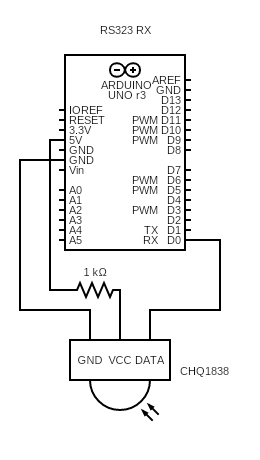 RS323 RX
ARDUINO
UNO r3
AREF
GND
D13
D12
IOREF
RESET PWM D11
3.3V PWM D10
5V PWM D9
GND D8
GND
Vin D7
PWM D6
A0 PWM D5
A1 D4
A2 PWM D3
A3 D2
A4 TX D1
A5 RX D0
1 kΩ
GND VCC DATA
CHQ1838